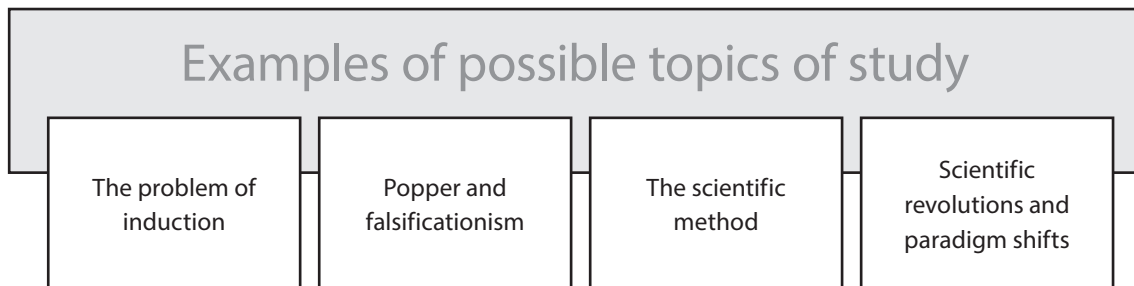 Examples of possible topics of study
The problem of
induction
Popper and
falsificationism
The scientific
method
Scientific
revolutions and
paradigm shifts